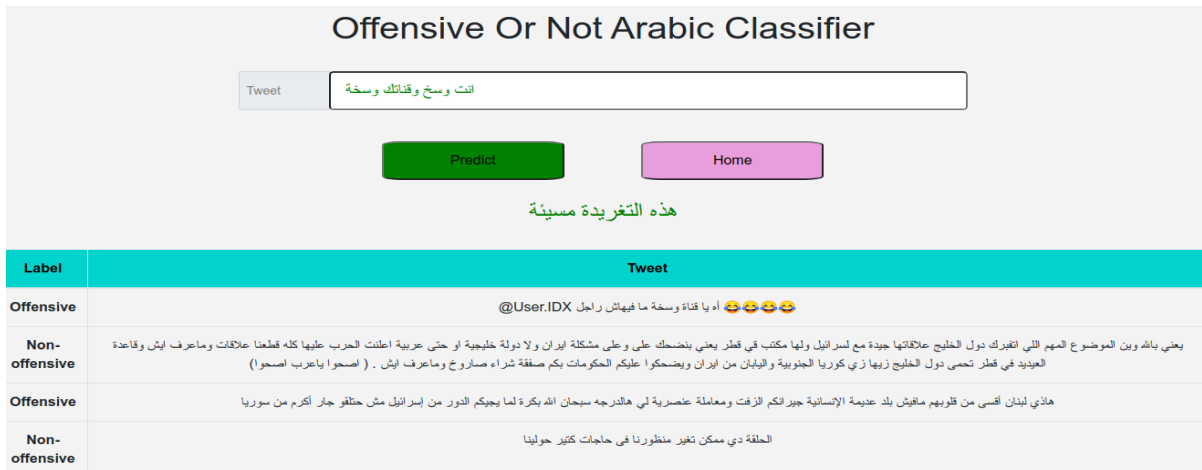 Offensive Or Not Arabic Classifier
Tweet
انت وسخ وقناتك وسخة
Predict
Home
هذه التغريدة مسيئة
Label
Tweet
Offensive
😂😂😂😂 أه يا قناة وسخة ما فيهاش راجل @User.IDX
Non-offensive
يعني بالله وين الموضوع المهم اللي اتفبرك دول الخليج علاقاتها جيدة مع لسرائيل ولها مكتب قي قطر يعني بنضحك على وعلى مشكلة ايران ولا دولة خليجية او حتى عربية اعلنت الحرب عليها كله قطعنا علاقات وماعرف ايش وقاعدة
العيديد في قطر تحمى دول الخليج زيها زي كوريا الجنوبية واليابان من ايران ويضحكوا عليكم الحكومات بكم صفقة شراء صاروخ وماعرف ايش . ( اصحوا ياعرب اصحوا)
Offensive
هاذي لبنان أقسى من قلوبهم مافيش بلد عديمة الإنسانية جيرانكم الزفت ومعاملة عنصرية لي هالدرجه سبحان الله بكرة لما يجيكم الدور من إسرائيل مش حتلقو جار أكرم من سوريا
Non-offensive
الحلقة دي ممكن تغير منظورنا فى حاجات كتير حولينا